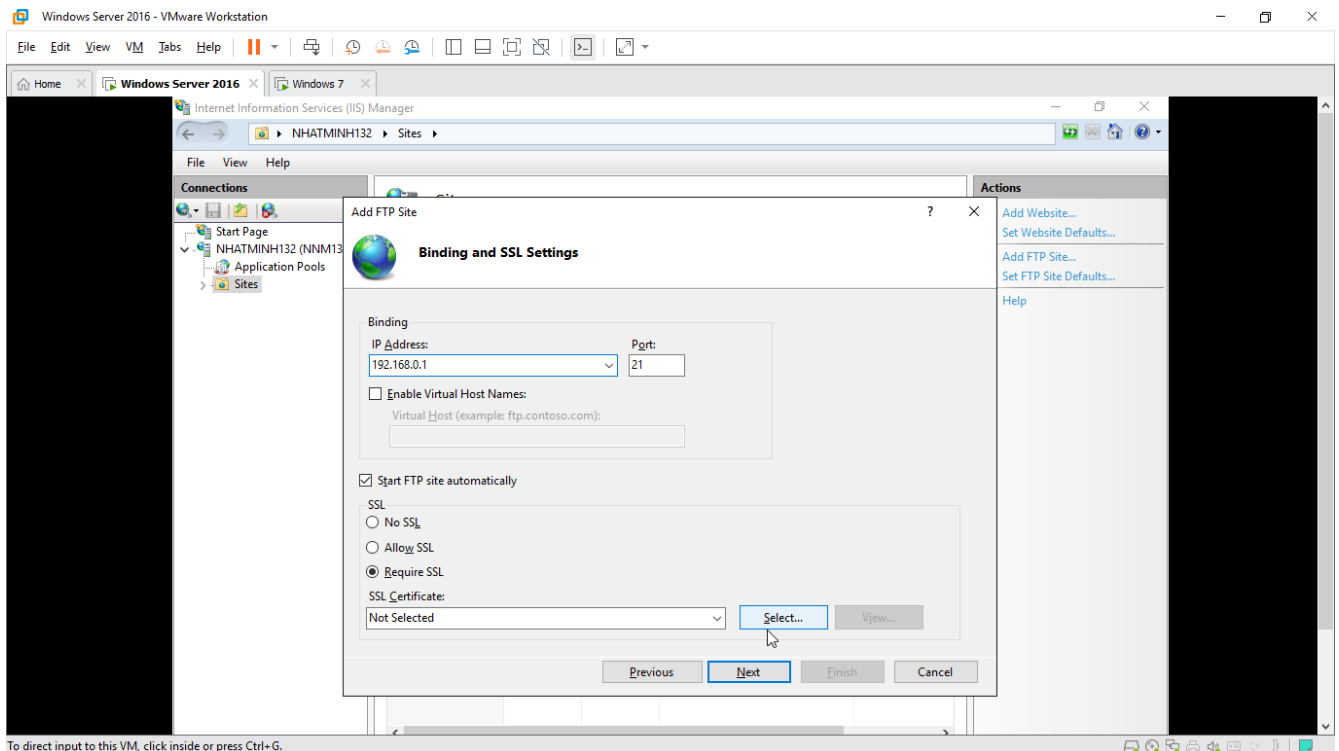 Windows Server 2016 - VMware Workstation
File Edit View VM Tabs Help
Home Windows Server 2016 Windows 7
Internet Information Services (IIS) Manager
NHATMINH132 Sites
File View Help
Connections
Actions
Start Page
NHATMINH132 (NNM13
Application Pools
Sites
Add FTP Site
?
Binding and SSL Settings
Binding
IP Address:
Port:
192.168.0.1
21
Enable Virtual Host Names:
Virtual Host (example: ftp.contoso.com):
Start FTP site automatically
SSL
No SSL
Allow SSL
Require SSL
SSL Certificate:
Not Selected
Select...
View...
Previous
Next
Finish
Cancel
Add Website...
Set Website Defaults...
Add FTP Site...
Set FTP Site Defaults...
Help
To direct input to this VM, click inside or press Ctrl+G.